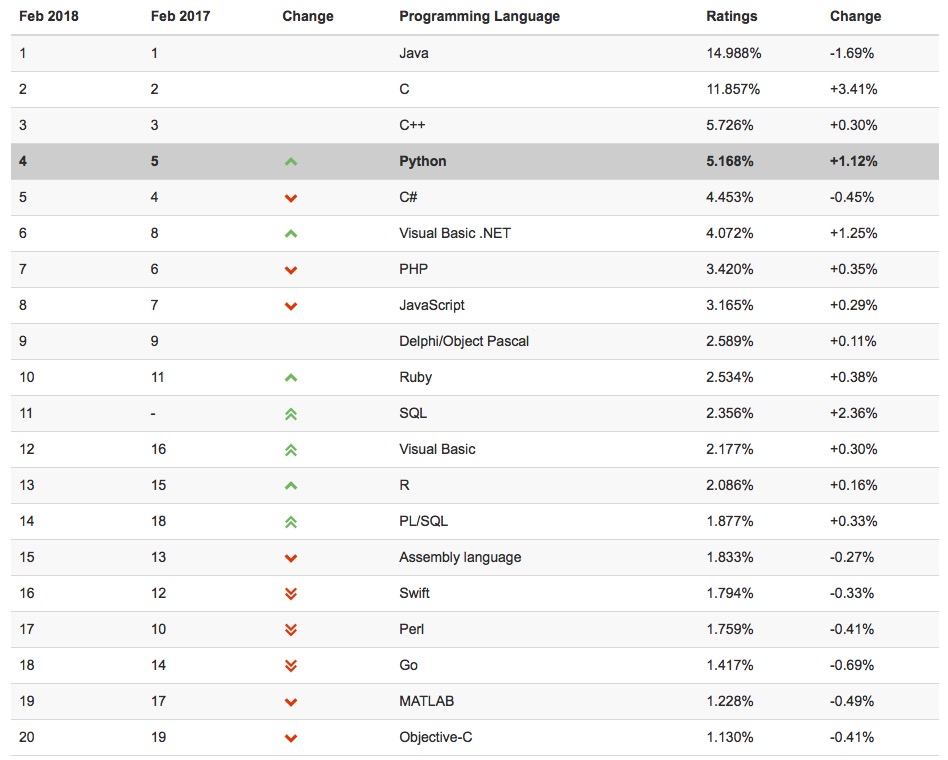 Feb 2018 Feb 2017 Change Programming Language Ratings Change
1 1 Java 14.988% -1.69%
2 2 C 11.857% +3.41%
3 3 C++ 5.726% +0.30%
4 5 Python 5.168% +1.12%
5 4 C# 4.453% -0.45%
6 8 Visual Basic .NET 4.072% +1.25%
7 6 PHP 3.420% +0.35%
8 7 JavaScript 3.165% +0.29%
9 9 Delphi/Object Pascal 2.589% +0.11%
10 11 Ruby 2.534% +0.38%
11 - SQL 2.356% +2.36%
12 16 Visual Basic 2.177% +0.30%
13 15 R 2.086% +0.16%
14 18 PL/SQL 1.877% +0.33%
15 13 Assembly language 1.833% -0.27%
16 12 Swift 1.794% -0.33%
17 10 Perl 1.759% -0.41%
18 14 Go 1.417% -0.69%
19 17 MATLAB 1.228% -0.49%
20 19 Objective-C 1.130% -0.41%